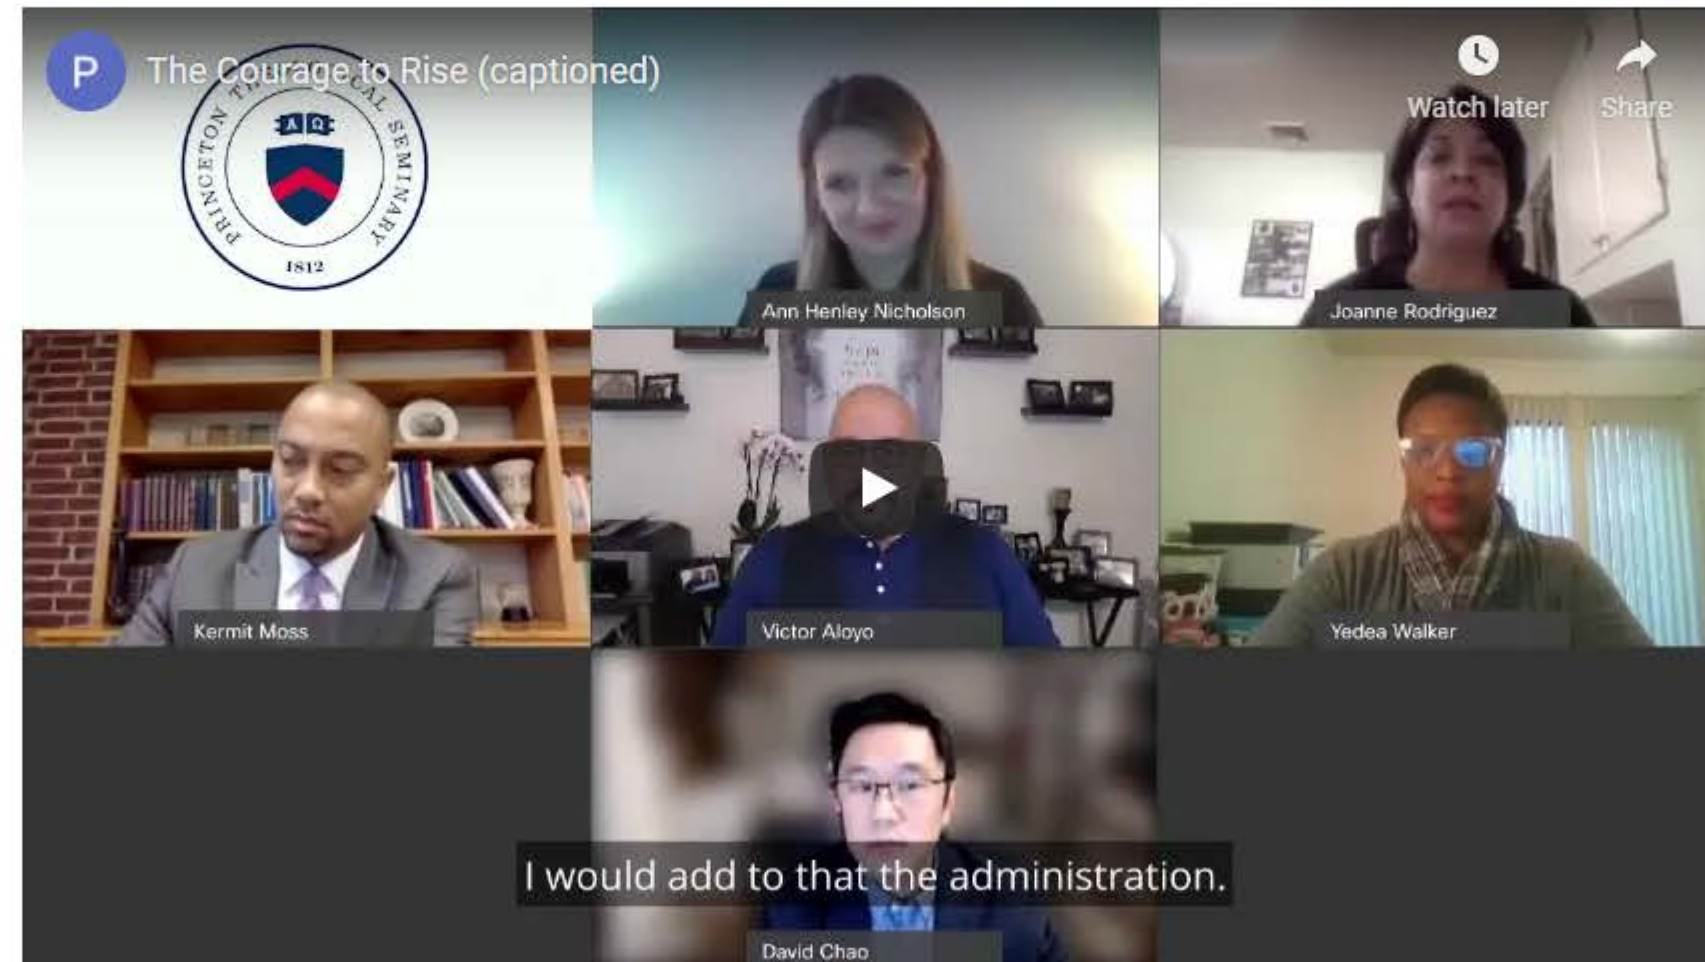 P
The Courage to Rise (captioned)
Watch later
Share
PRINCETON THEOLOGICAL SEMINARY
ΑΩ
1812
Ann Henley Nicholson
Joanne Rodriguez
Kermit Moss
Victor Aloyo
Yedea Walker
I would add to that the administration.
David Chao